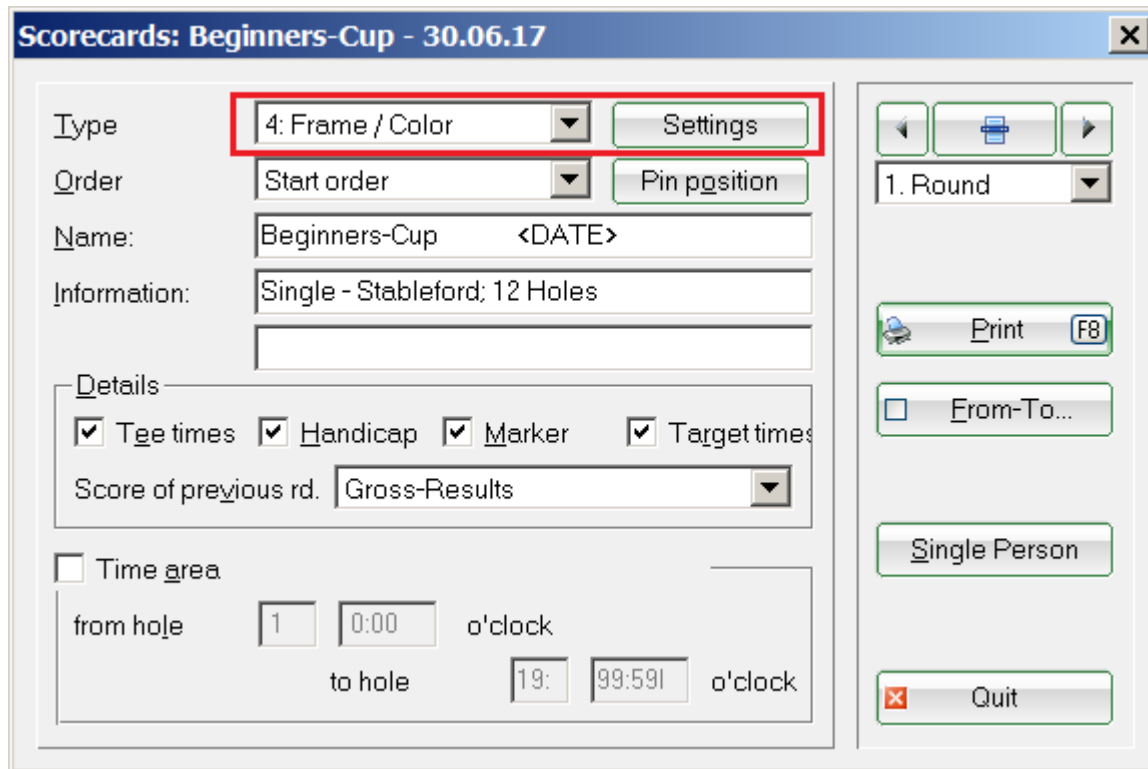 Scorecards: Beginners-Cup - 30.06.17
Type 4: Frame / Color Settings
Order Start order Pin position
Name: Beginners-Cup <DATE>
Information: Single - Stableford; 12 Holes
Details
Tee times Handicap Marker Target times
Score of previous rd. Gross-Results
Time area
from hole 1 0:00 o'clock
to hole 19: 99:59 o'clock
1. Round
Print F8
From-To...
Single Person
Quit